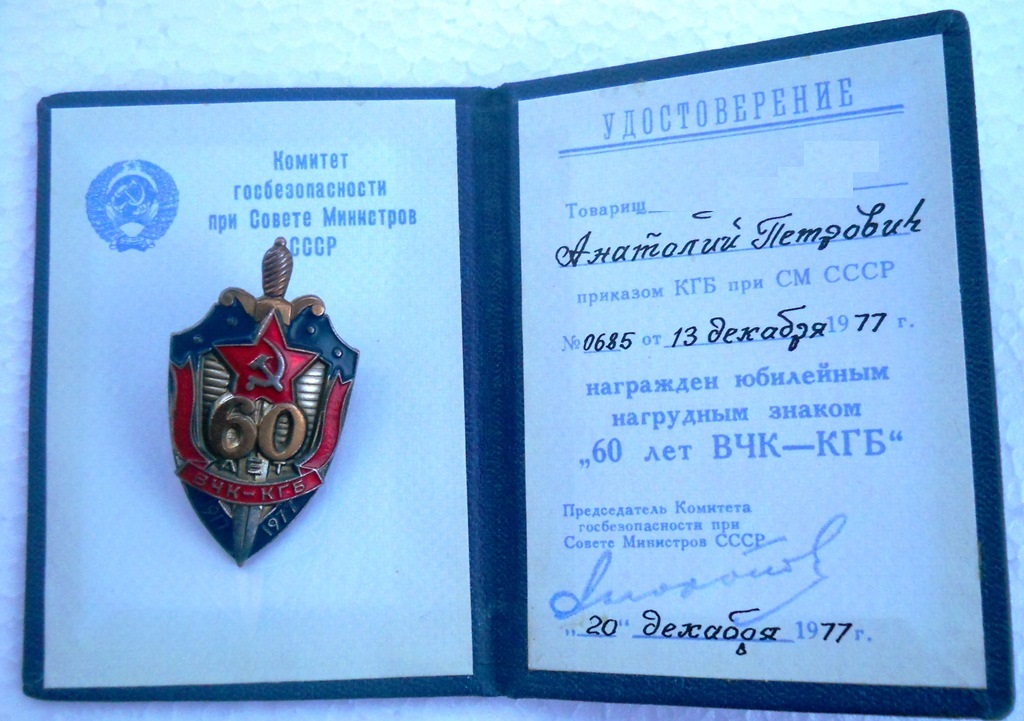 Комитет
госбезопасности
при Совете Министров
СССР
60
ЛЕТ
ВЧК-КГБ
1917 1977
УДОСТОВЕРЕНИЕ
Товарищ
Анатолий Петрович
приказом КГБ при СМ СССР
№ 0685 от 13 декабря 1977 г.
награжден юбилейным
нагрудным знаком
„60 лет ВЧК—КГБ“
Председатель Комитета
госбезопасности при
Совете Министров СССР
„20“ декабря 1977 г.